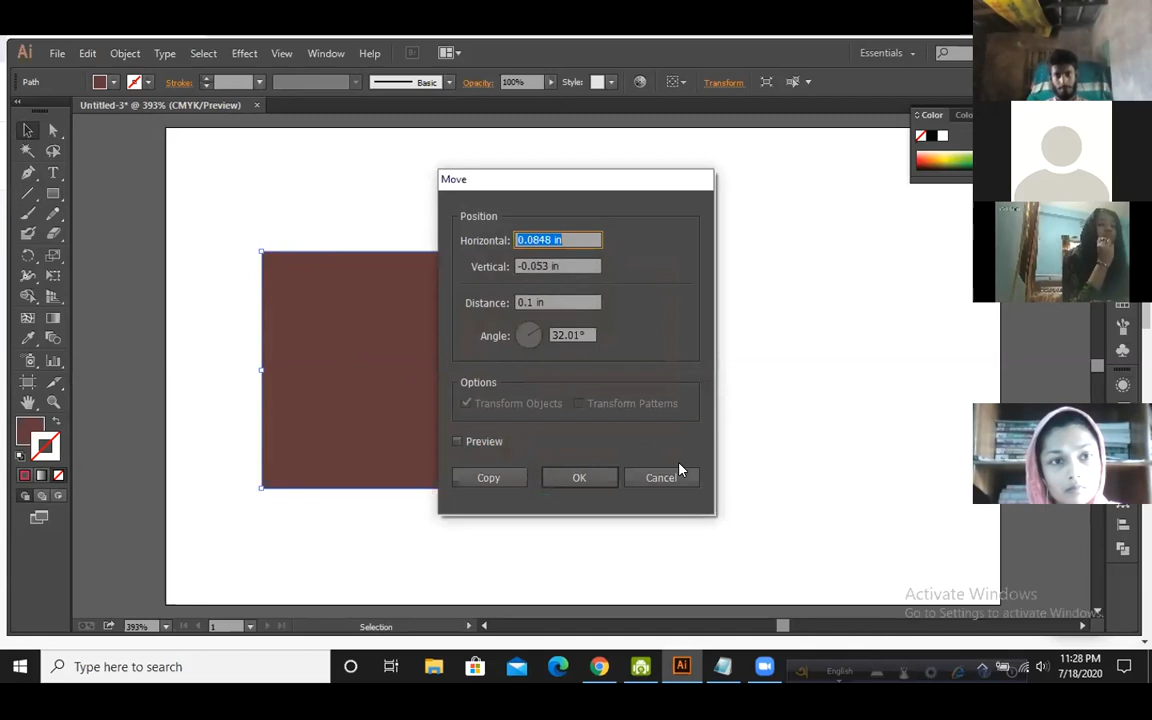 Ai File Edit Object Type Select Effect View Window Help Br Essentials
Path Stroke: Basic Opacity: 100% Style: Transform
Untitled-3* @ 393% (CMYK/Preview) ×
Color
Move
Position
Horizontal: 0.0848 in
Vertical: -0.053 in
Distance: 0.1 in
Angle: 32.01°
Options
Transform Objects Transform Patterns
Preview
Copy OK Cancel
Activate Windows
Go to Settings to activate Windows.
393% 1 Selection
Type here to search
Ai
English
11:28 PM
7/18/2020